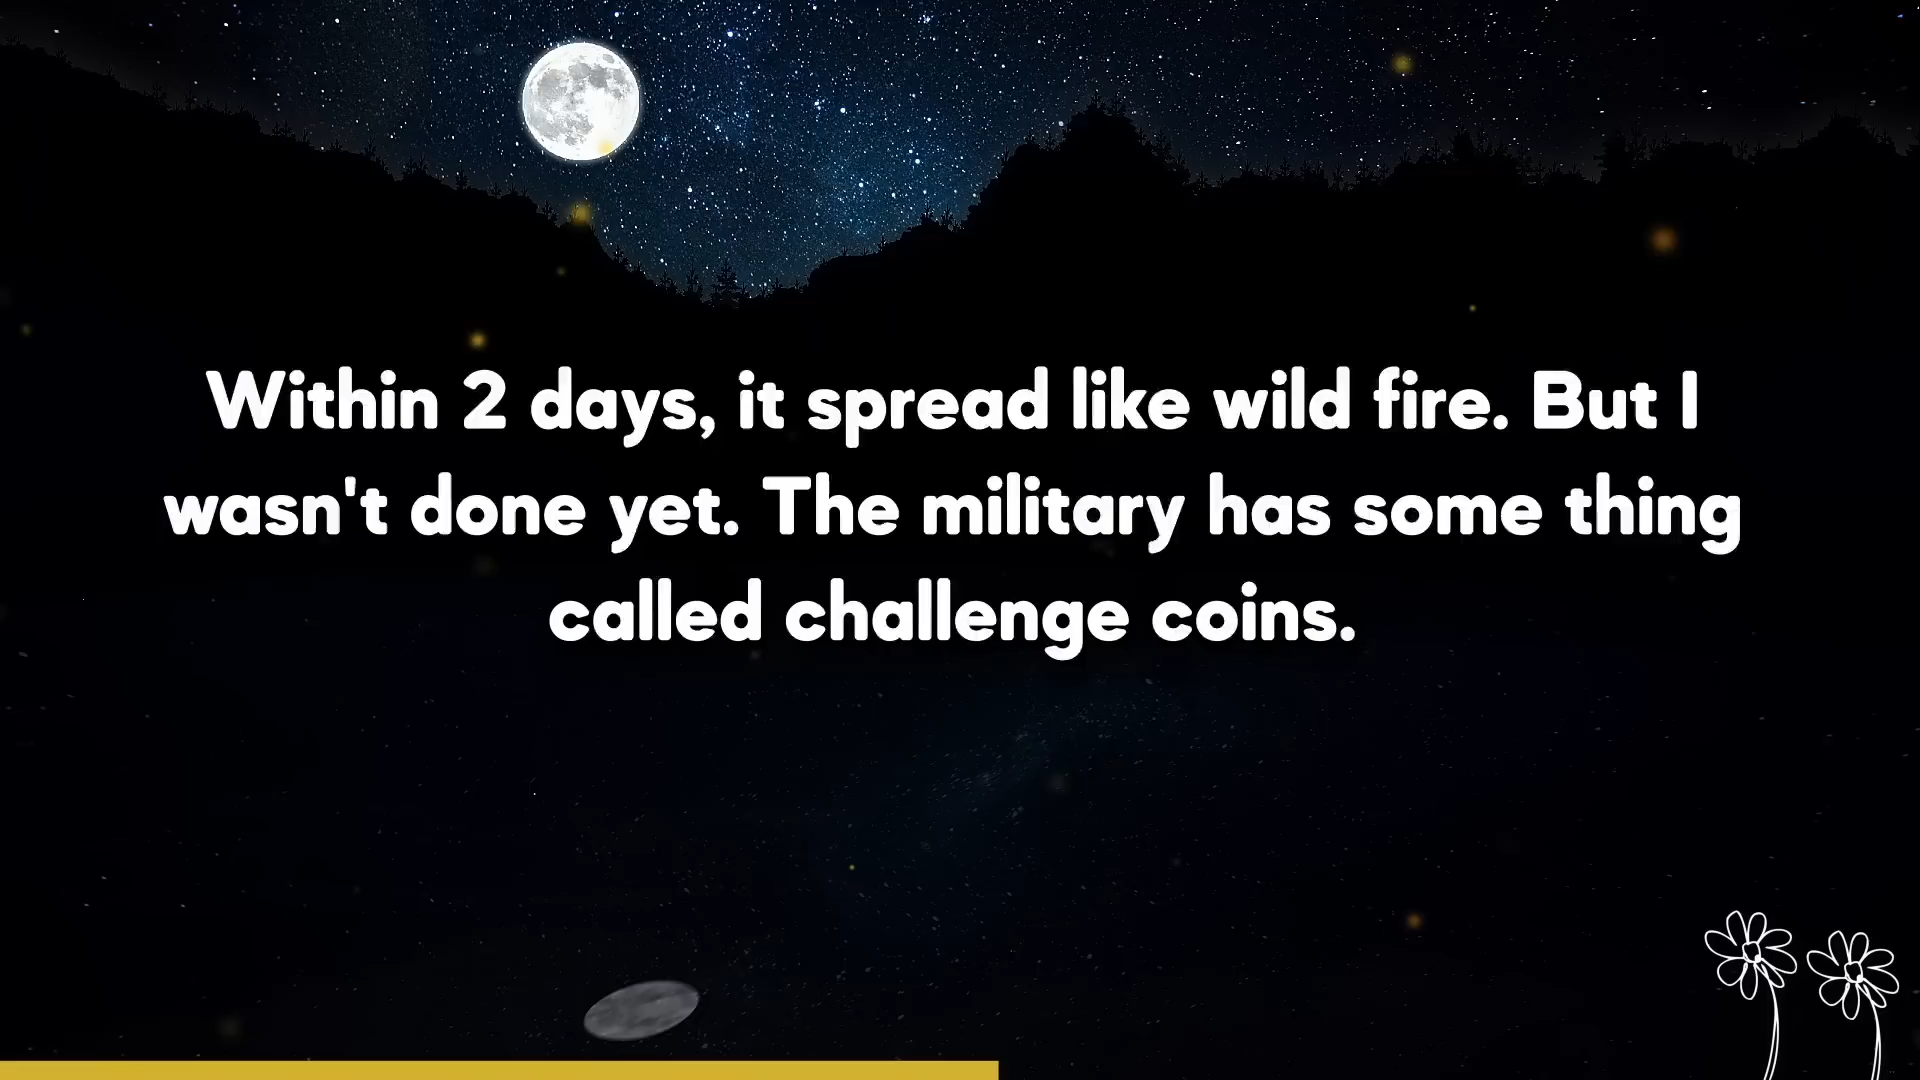 Within 2 days, it spread like wild fire. But I
wasn't done yet. The military has some thing
called challenge coins.